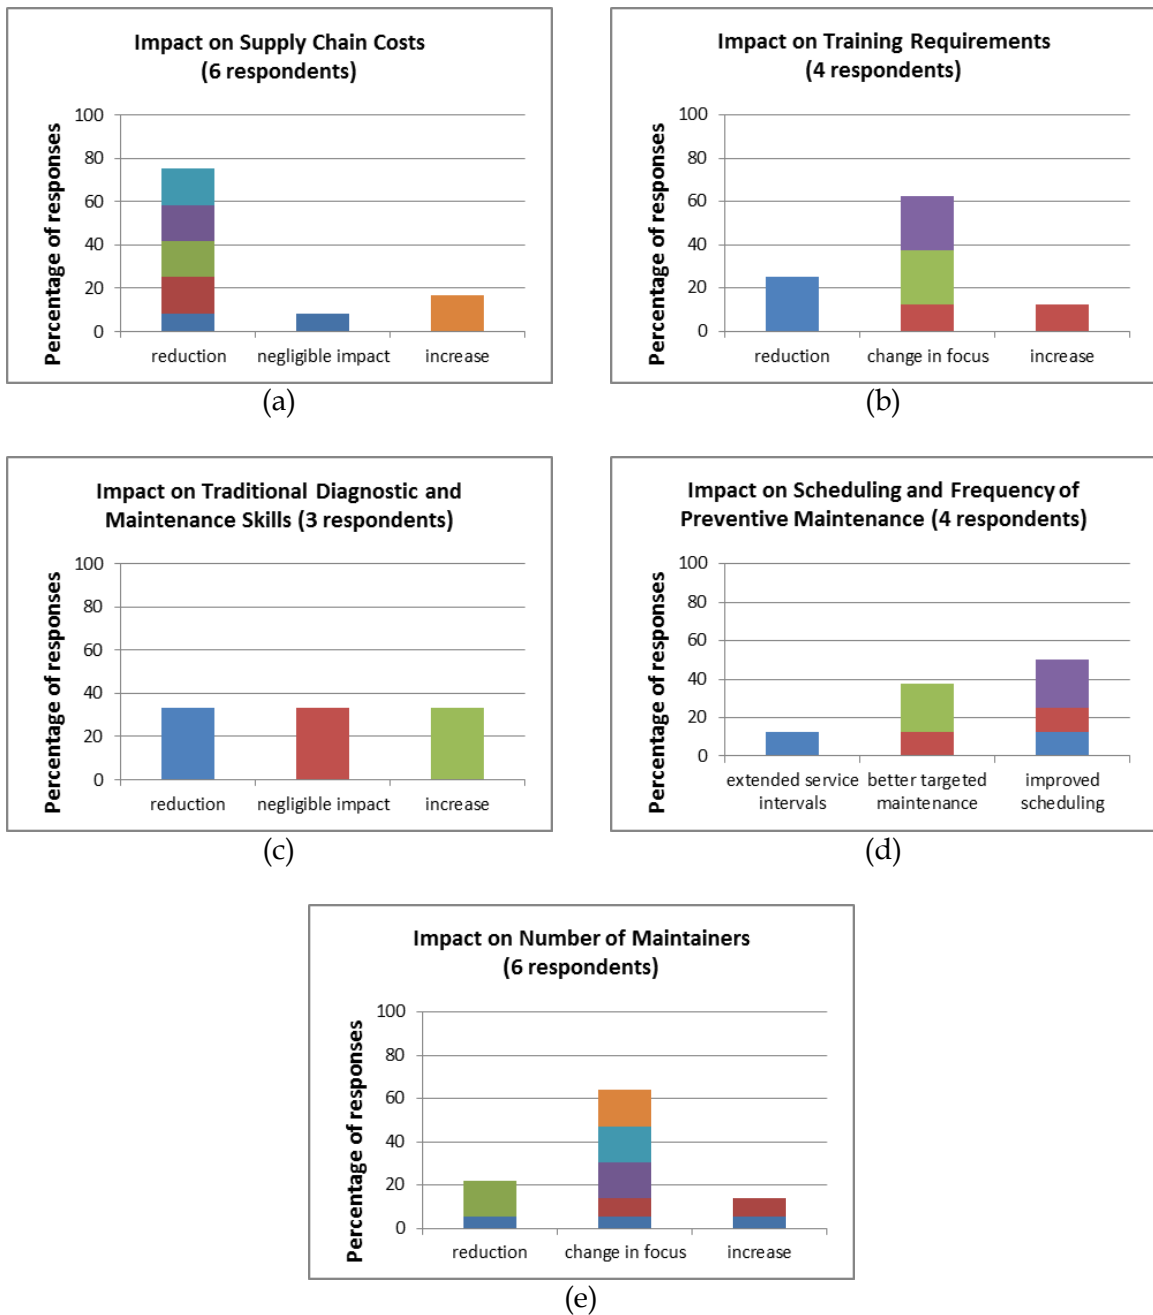 Impact on Supply Chain Costs
(6 respondents)
Percentage of responses
100
80
60
40
20
0
reduction
negligible impact
increase
(a)
Impact on Training Requirements
(4 respondents)
Percentage of responses
100
80
60
40
20
0
reduction
change in focus
increase
(b)
Impact on Traditional Diagnostic and
Maintenance Skills (3 respondents)
Percentage of responses
100
80
60
40
20
0
reduction
negligible impact
increase
(c)
Impact on Scheduling and Frequency of
Preventive Maintenance (4 respondents)
Percentage of responses
100
80
60
40
20
0
extended service
intervals
better targeted
maintenance
improved
scheduling
(d)
Impact on Number of Maintainers
(6 respondents)
Percentage of responses
100
80
60
40
20
0
reduction
change in focus
increase
(e)